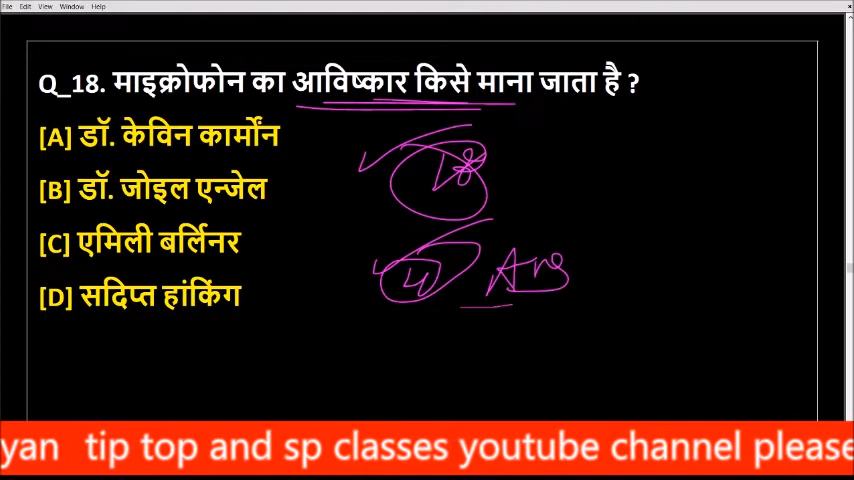 File Edit View Window Help
Q_18. माइक्रोफोन का आविष्कार किसे माना जाता है ?
[A] डॉ. केविन कार्मोंन
[B] डॉ. जोइल एन्जेल
18
[C] एमिली बर्लिनर
[D] सदिप्त हांकिंग
Ans
yan tip top and sp classes youtube channel please